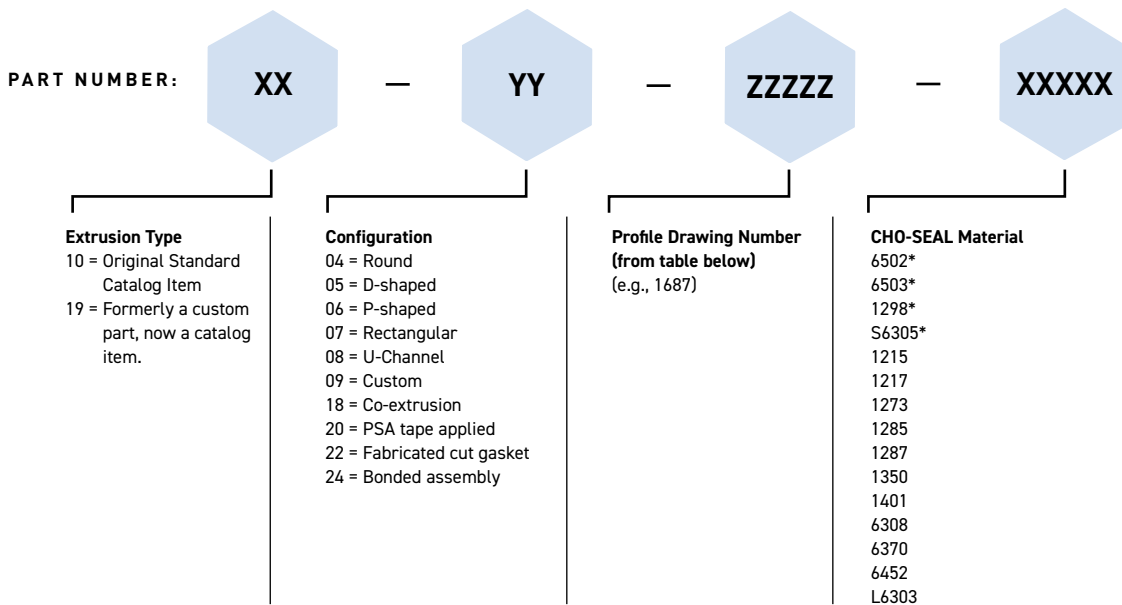 PART NUMBER: XX — YY — ZZZZZ — XXXXX
Extrusion Type
10 = Original Standard
Catalog Item
19 = Formerly a custom
part, now a catalog
item.
Configuration
04 = Round
05 = D-shaped
06 = P-shaped
07 = Rectangular
08 = U-Channel
09 = Custom
18 = Co-extrusion
20 = PSA tape applied
22 = Fabricated cut gasket
24 = Bonded assembly
Profile Drawing Number
(from table below)
(e.g., 1687)
CHO-SEAL Material
6502*
6503*
1298*
S6305*
1215
1217
1273
1285
1287
1350
1401
6308
6370
6452
L6303